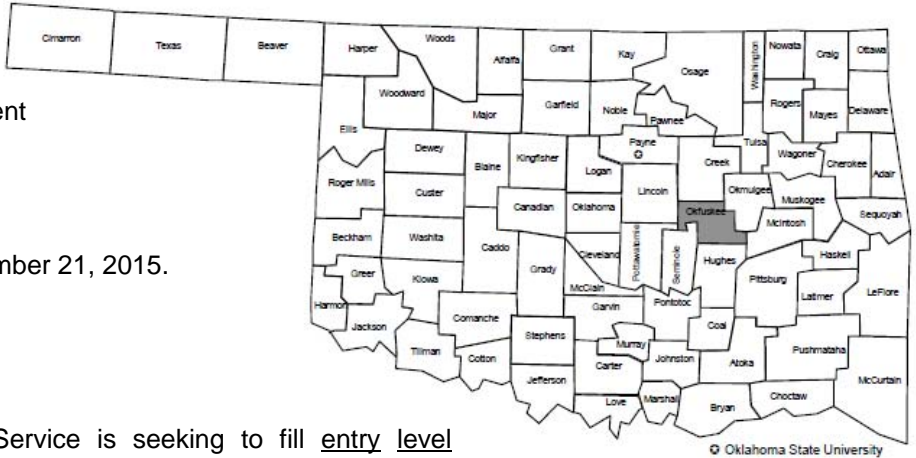 Cimarron Texas Beaver Harper Woods Alfalfa Grant Kay Osage Washington Nowata Craig Ottawa
ent
Woodward Major Garfield Noble Pawnee Rogers Mayes Delaware
Ellis Dewey Blaine Kingfisher Logan Payne Creek Tulsa Wagoner Cherokee Adair
Roger Mills Custer Canadian Oklahoma Lincoln Okfuskee Okmulgee Muskogee Sequoyah
Beckham Washita Caddo Grady Cleveland Pottawatomie Seminole Hughes McIntosh Haskell
mber 21, 2015.
Greer Kiowa McClain Pittsburg Latimer LeFlore
Harmon Jackson Comanche Garvin Pontotoc Coal
Tillman Cotton Stephens Murray Johnston Atoka Pushmataha
Jefferson Carter Love Marshall Bryan Choctaw McCurtain
Service is seeking to fill entry level
Oklahoma State University